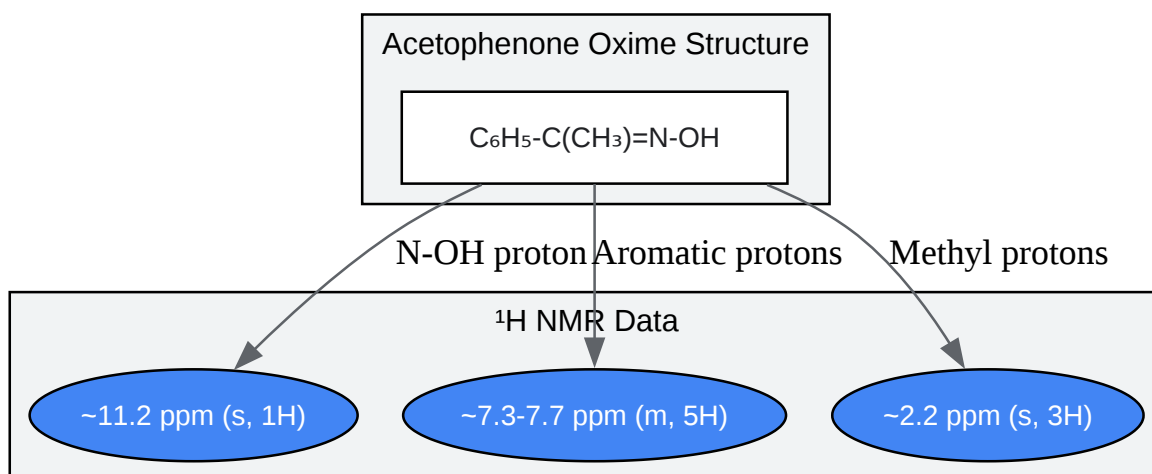 Acetophenone Oxime Structure
C₆H₅-C(CH₃)=N-OH
N-OH proton
Aromatic protons
Methyl protons
¹H NMR Data
~11.2 ppm (s, 1H)
~7.3-7.7 ppm (m, 5H)
~2.2 ppm (s, 3H)